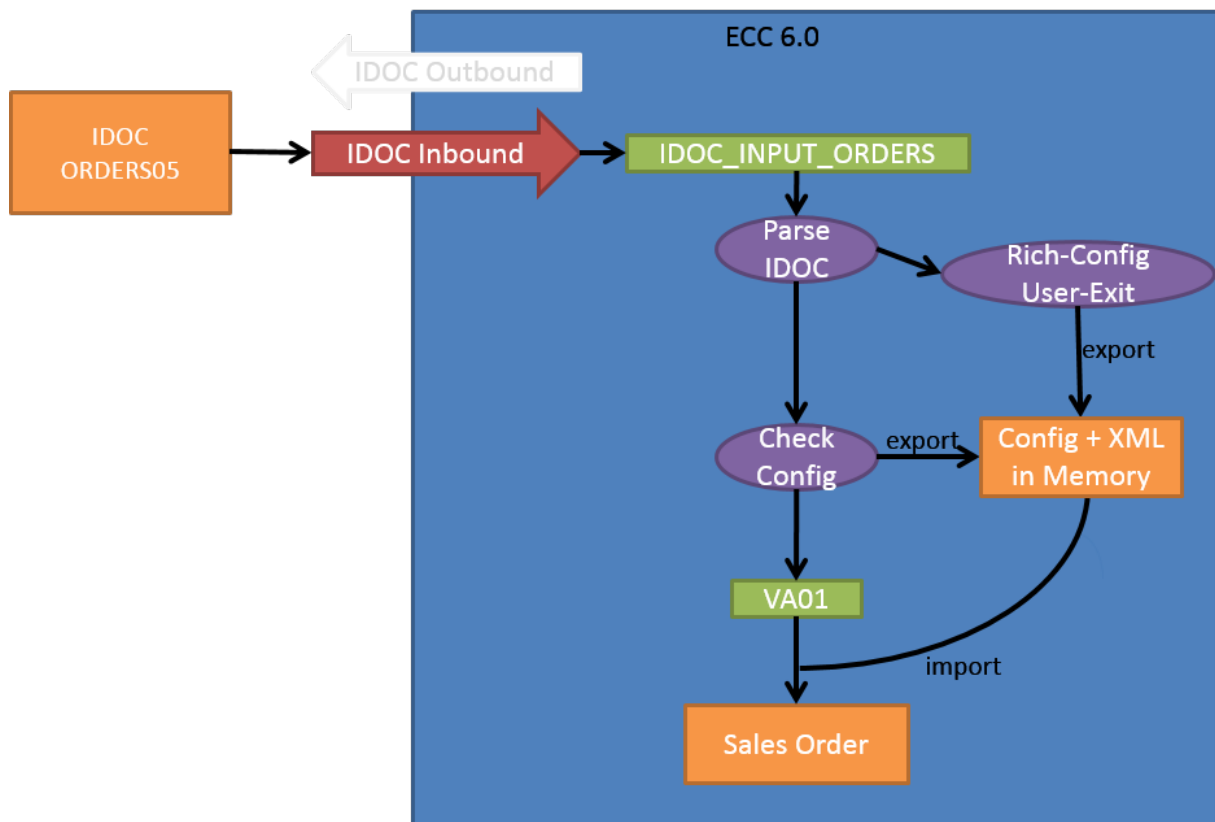 ECC 6.0
IDOC Outbound
IDOC
ORDERS05
IDOC Inbound
IDOC_INPUT_ORDERS
Parse
IDOC
Rich-Config
User-Exit
export
Check
Config
export
Config + XML
in Memory
VA01
import
Sales Order